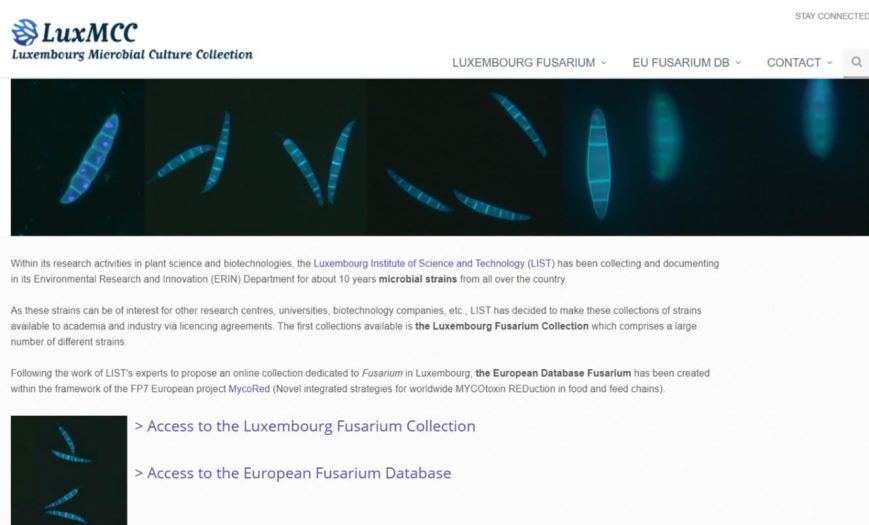 STAY CONNECTED
LuxMCC
Luxembourg Microbial Culture Collection
LUXEMBOURG FUSARIUM
EU FUSARIUM DB
CONTACT
Within its research activities in plant science and biotechnologies, the Luxembourg Institute of Science and Technology (LIST) has been collecting and documenting
in its Environmental Research and Innovation (ERIN) Department for about 10 years microbial strains from all over the country.
As these strains can be of interest for other research centres, universities, biotechnology companies, etc., LIST has decided to make these collections of strains
available to academia and industry via licencing agreements. The first collections available is the Luxembourg Fusarium Collection which comprises a large
number of different strains.
Following the work of LIST's experts to propose an online collection dedicated to Fusarium in Luxembourg, the European Database Fusarium has been created
within the framework of the FP7 European project MycoRed (Novel integrated strategies for worldwide MYCOtoxin REDuction in food and feed chains).
> Access to the Luxembourg Fusarium Collection
> Access to the European Fusarium Database